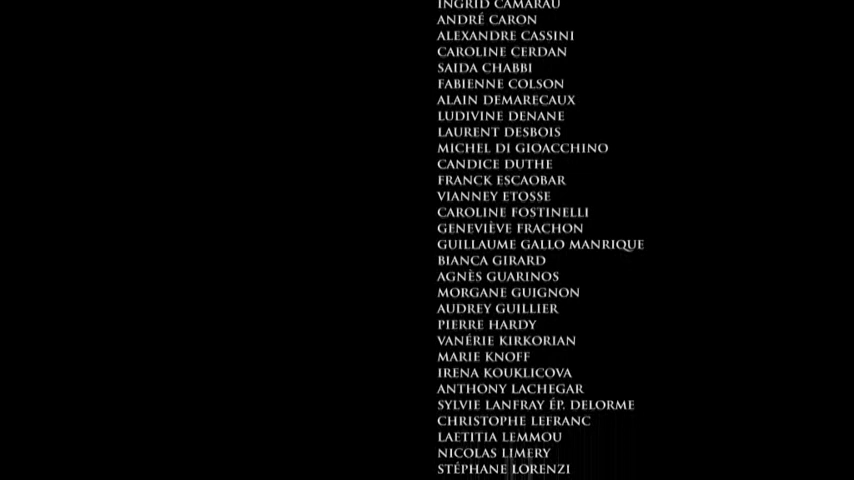 INGRID CAMARAU
ANDRÉ CARON
ALEXANDRE CASSINI
CAROLINE CERDAN
SAIDA CHABBI
FABIENNE COLSON
ALAIN DEMARECAUX
LUDIVINE DENANE
LAURENT DESBOIS
MICHEL DI GIOACCHINO
CANDICE DUTHE
FRANCK ESCAOBAR
VIANNEY ETOSSE
CAROLINE FOSTINELLI
GENEVIÈVE FRACHON
GUILLAUME GALLO MANRIQUE
BIANCA GIRARD
AGNÈS GUARINOS
MORGANE GUIGNON
AUDREY GUILLIER
PIERRE HARDY
VANÉRIE KIRKORIAN
MARIE KNOFF
IRENA KOUKLICOVA
ANTHONY LACHEGAR
SYLVIE LANFRAY ÉP. DELORME
CHRISTOPHE LEFRANC
LAETITIA LEMMOU
NICOLAS LIMERY
STÉPHANE LORENZI